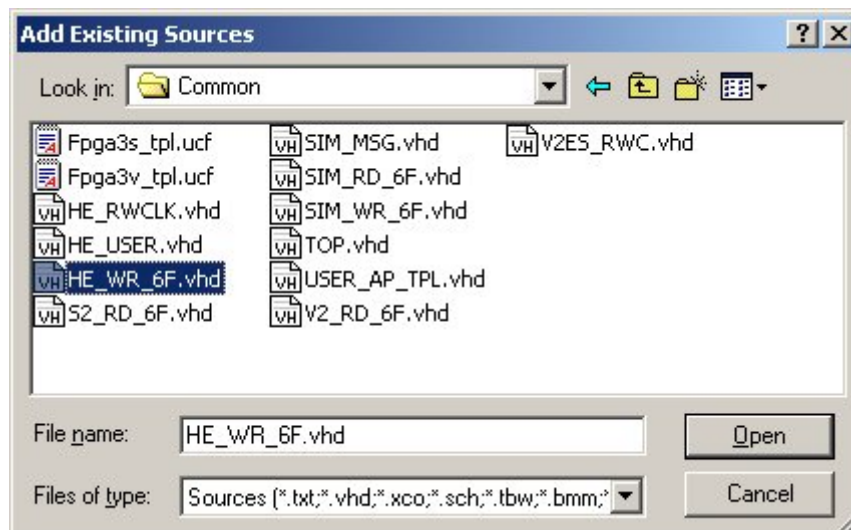 Add Existing Sources
Look in: Common
Fpga3s_tpl.ucf
Fpga3v_tpl.ucf
HE_RWCLK.vhd
HE_USER.vhd
HE_WR_6F.vhd
S2_RD_6F.vhd
SIM_MSG.vhd
SIM_RD_6F.vhd
SIM_WR_6F.vhd
TOP.vhd
USER_AP_TPL.vhd
V2_RD_6F.vhd
V2ES_RWC.vhd
File name: HE_WR_6F.vhd
Open
Files of type: Sources (*.txt;*.vhd;*.xco;*.sch;*.tbw;*.bmm;*
Cancel